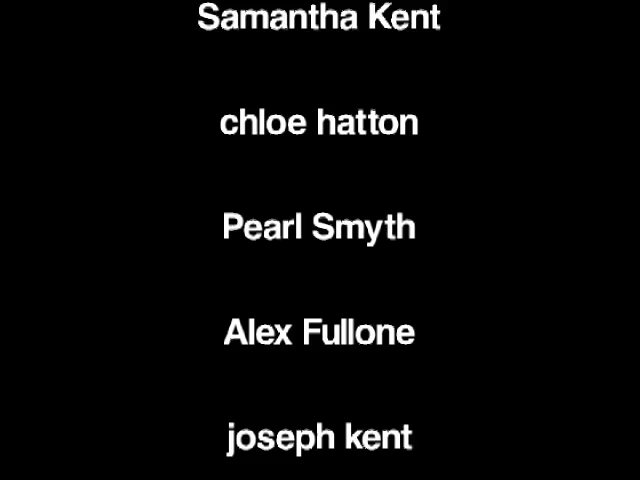 Samantha Kent
chloe hatton
Pearl Smyth
Alex Fullone
joseph kent